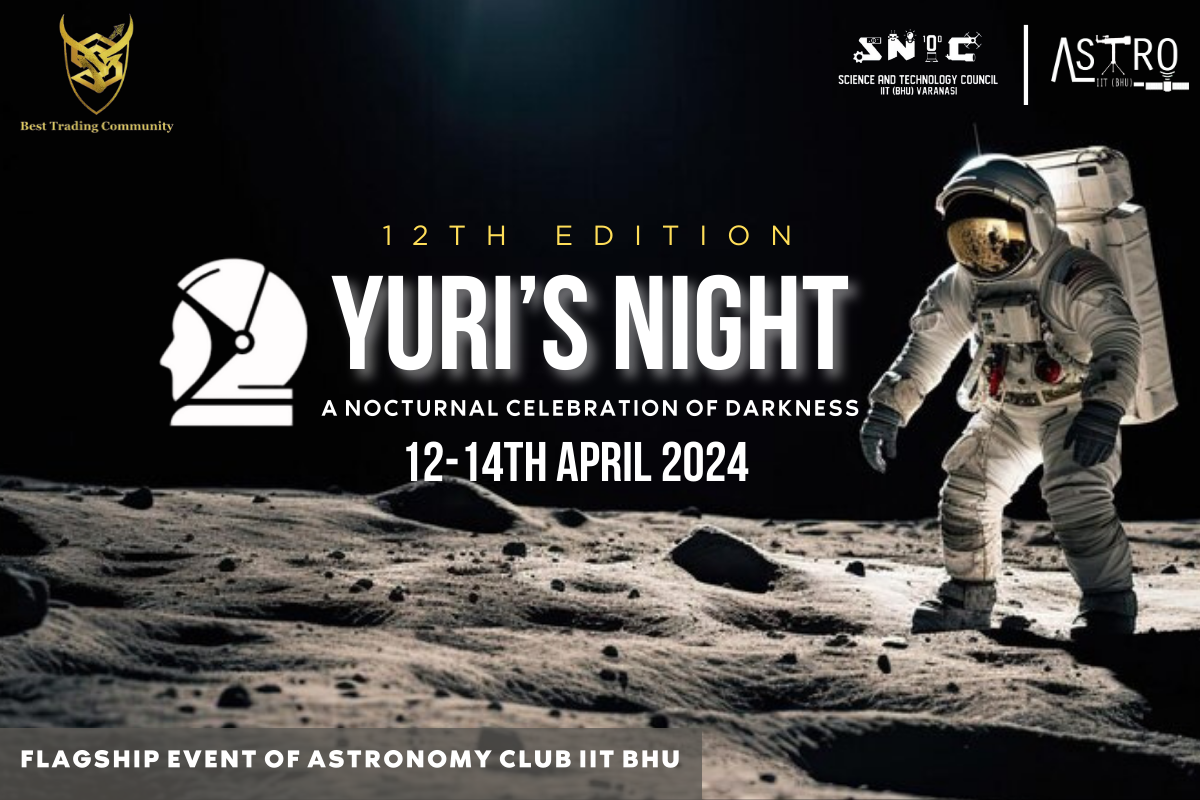 Best Trading Community
SNTC
SCIENCE AND TECHNOLOGY COUNCIL
IIT (BHU) VARANASI
ASTRO
IIT (BHU)
12TH EDITION
YURI'S NIGHT
A NOCTURNAL CELEBRATION OF DARKNESS
12-14TH APRIL 2024
FLAGSHIP EVENT OF ASTRONOMY CLUB IIT BHU